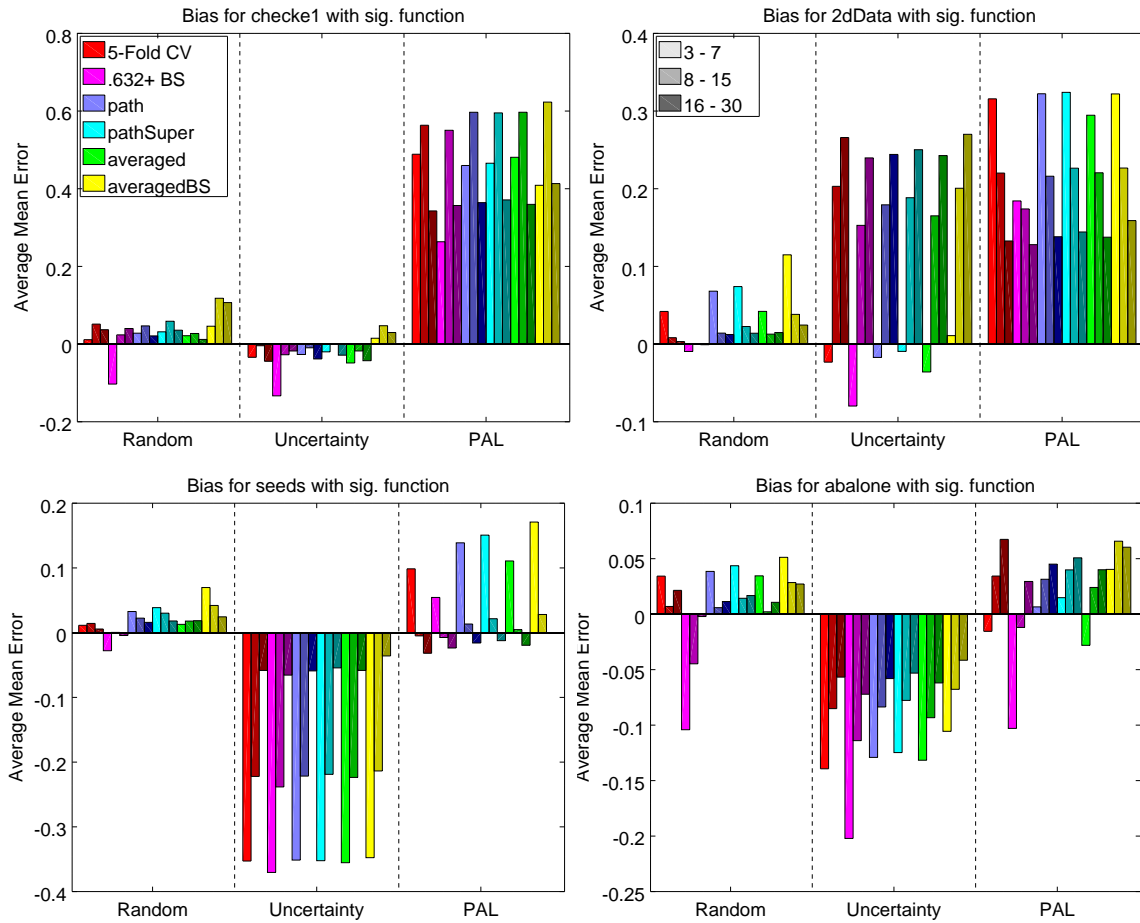 Bias for checke1 with sig. function
Average Mean Error
0.8
0.6
0.4
0.2
0
-0.2
5-Fold CV
.632+ BS
path
pathSuper
averaged
averagedBS
Random
Uncertainty
PAL
Bias for 2dData with sig. function
Average Mean Error
0.4
0.3
0.2
0.1
0
-0.1
3 - 7
8 - 15
16 - 30
Random
Uncertainty
PAL
Bias for seeds with sig. function
Average Mean Error
0.2
0.1
0
-0.1
-0.2
-0.3
-0.4
Random
Uncertainty
PAL
Bias for abalone with sig. function
Average Mean Error
0.1
0.05
0
-0.05
-0.1
-0.15
-0.2
-0.25
Random
Uncertainty
PAL